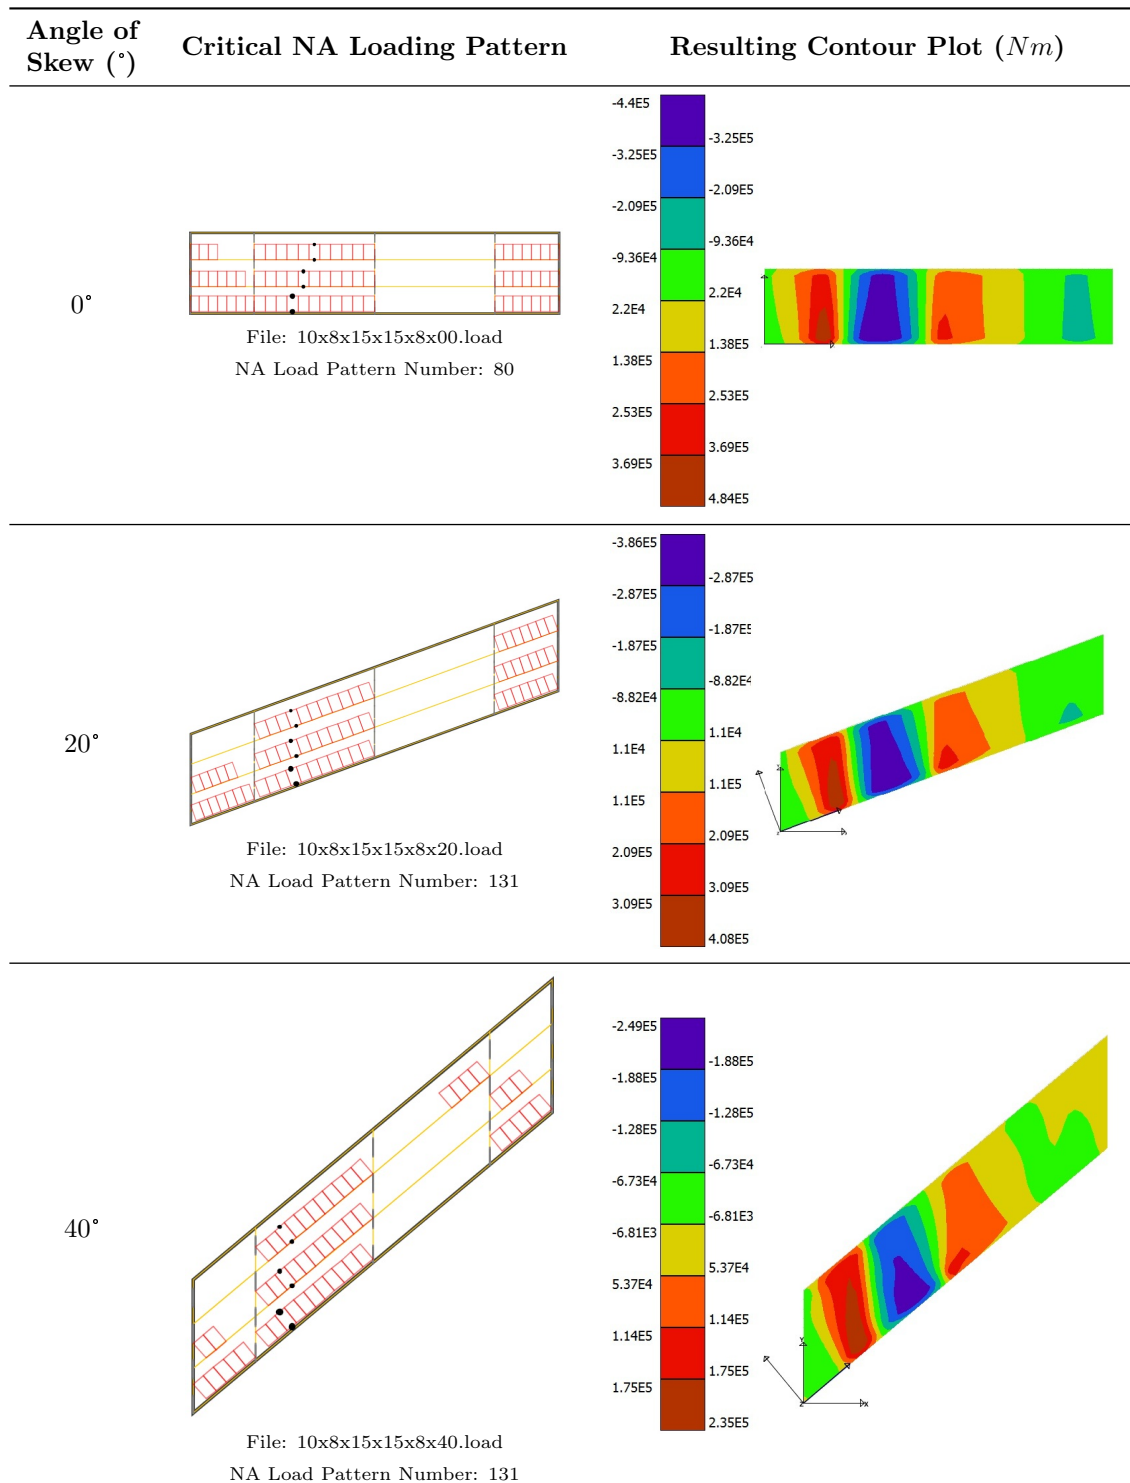 Angle of
Skew (°)
Critical NA Loading Pattern
Resulting Contour Plot (Nm)
0°
File: 10x8x15x15x8x00.load
NA Load Pattern Number: 80
-4.4E5
-3.25E5
-3.25E5
-2.09E5
-2.09E5
-9.36E4
-9.36E4
2.2E4
2.2E4
1.38E5
1.38E5
2.53E5
2.53E5
3.69E5
3.69E5
4.84E5
20°
File: 10x8x15x15x8x20.load
NA Load Pattern Number: 131
-3.86E5
-2.87E5
-2.87E5
-1.87E5
-1.87E5
-8.82E4
-8.82E4
1.1E4
1.1E4
1.1E5
1.1E5
2.09E5
2.09E5
3.09E5
3.09E5
4.08E5
40°
File: 10x8x15x15x8x40.load
NA Load Pattern Number: 131
-2.49E5
-1.88E5
-1.88E5
-1.28E5
-1.28E5
-6.73E4
-6.73E4
-6.81E3
-6.81E3
5.37E4
5.37E4
1.14E5
1.14E5
1.75E5
1.75E5
2.35E5
Y
Z
X